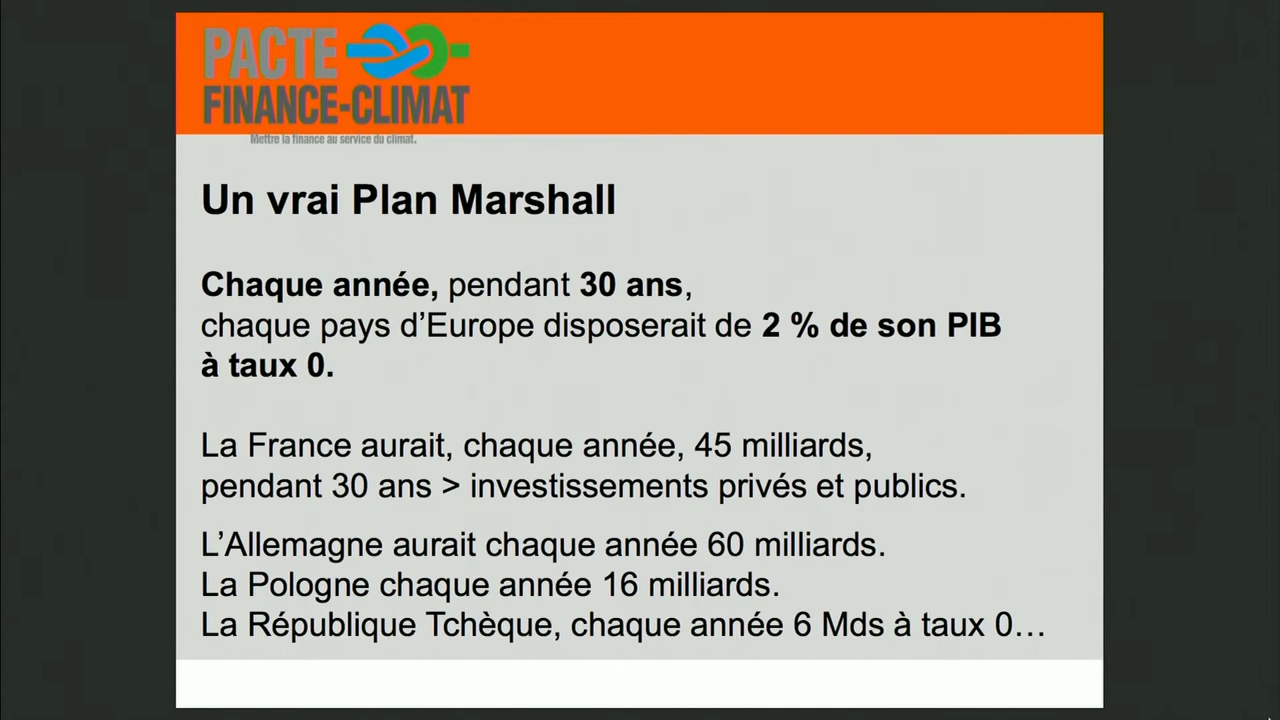 PACTE
FINANCE-CLIMAT
Mettre la finance au service du climat.
Un vrai Plan Marshall
Chaque année, pendant 30 ans,
chaque pays d’Europe disposerait de 2 % de son PIB
à taux 0.
La France aurait, chaque année, 45 milliards,
pendant 30 ans > investissements privés et publics.
L’Allemagne aurait chaque année 60 milliards.
La Pologne chaque année 16 milliards.
La République Tchèque, chaque année 6 Mds à taux 0…